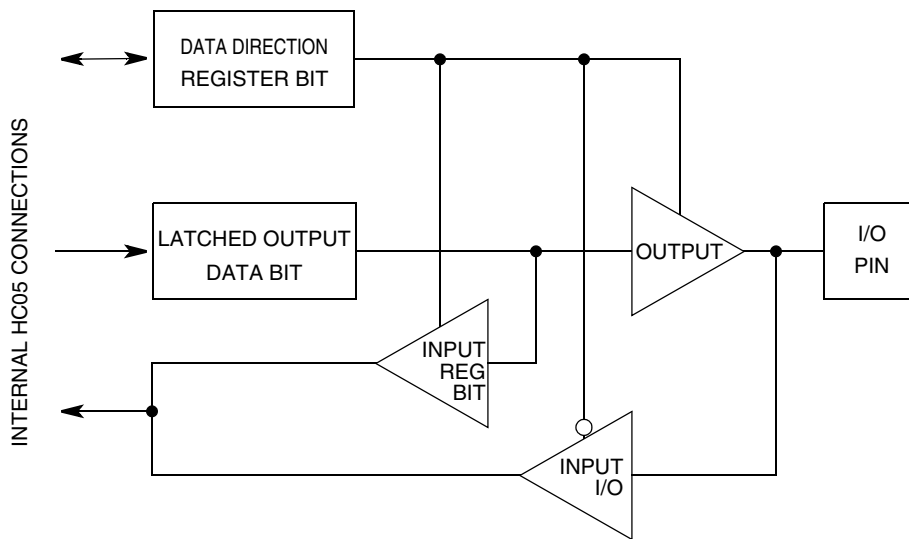 INTERNAL HC05 CONNECTIONS
DATA DIRECTION
REGISTER BIT
LATCHED OUTPUT
DATA BIT
OUTPUT
I/O
PIN
INPUT
REG
BIT
INPUT
I/O